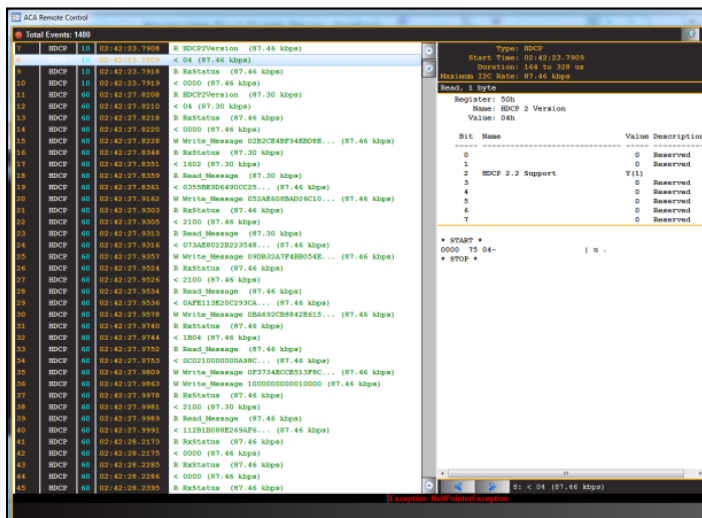 ACA Remote Control
Total Events: 1480
7 HDCP 10 02:42:23.7908 R HDCP2Version (87.46 kbps)
8 HDCP 10 02:42:23.7909 < 04 (87.46 kbps)
9 HDCP 10 02:42:23.7918 R RxStatus (87.46 kbps)
10 HDCP 10 02:42:23.7919 < 0000 (87.46 kbps)
11 HDCP 60 02:42:27.8208 R HDCP2Version (87.30 kbps)
12 HDCP 60 02:42:27.8210 < 04 (87.30 kbps)
13 HDCP 60 02:42:27.8218 R RxStatus (87.46 kbps)
14 HDCP 60 02:42:27.8220 < 0000 (87.46 kbps)
15 HDCP 60 02:42:27.8228 W Write_Message 02B2CE4BF94EBD8E... (87.46 kbps)
16 HDCP 60 02:42:27.8348 R RxStatus (87.30 kbps)
17 HDCP 60 02:42:27.8351 < 1602 (87.30 kbps)
18 HDCP 60 02:42:27.8359 R Read_Message (87.30 kbps)
19 HDCP 60 02:42:27.8361 < 0355BE9D6490CC25... (87.46 kbps)
20 HDCP 60 02:42:27.9162 W Write_Message 052AE608BAD26C10... (87.46 kbps)
21 HDCP 60 02:42:27.9303 R RxStatus (87.46 kbps)
22 HDCP 60 02:42:27.9305 < 2100 (87.46 kbps)
23 HDCP 60 02:42:27.9313 R Read_Message (87.30 kbps)
24 HDCP 60 02:42:27.9316 < 073AE8022B223548... (87.46 kbps)
25 HDCP 60 02:42:27.9357 W Write_Message 09DB32A7F4BB054E... (87.46 kbps)
26 HDCP 60 02:42:27.9524 R RxStatus (87.46 kbps)
27 HDCP 60 02:42:27.9526 < 2100 (87.46 kbps)
28 HDCP 60 02:42:27.9534 R Read_Message (87.46 kbps)
29 HDCP 60 02:42:27.9536 < 0AFE113E20C293CA... (87.46 kbps)
30 HDCP 60 02:42:27.9578 W Write_Message 0BA692CB8842E615... (87.46 kbps)
31 HDCP 60 02:42:27.9740 R RxStatus (87.46 kbps)
32 HDCP 60 02:42:27.9744 < 1B04 (87.46 kbps)
33 HDCP 60 02:42:27.9752 R Read_Message (87.46 kbps)
34 HDCP 60 02:42:27.9753 < 0C0210000000A98C... (87.46 kbps)
35 HDCP 60 02:42:27.9809 W Write_Message 0F3734ECCB513F8C... (87.46 kbps)
36 HDCP 60 02:42:27.9863 W Write_Message 1000000000010000 (87.46 kbps)
37 HDCP 60 02:42:27.9978 R RxStatus (87.46 kbps)
38 HDCP 60 02:42:27.9981 < 2100 (87.30 kbps)
39 HDCP 60 02:42:27.9989 R Read_Message (87.46 kbps)
40 HDCP 60 02:42:27.9991 < 112B1B088E269AF6... (87.46 kbps)
41 HDCP 60 02:42:28.2173 R RxStatus (87.46 kbps)
42 HDCP 60 02:42:28.2175 < 0000 (87.46 kbps)
43 HDCP 60 02:42:28.2285 R RxStatus (87.46 kbps)
44 HDCP 60 02:42:28.2286 < 0000 (87.46 kbps)
45 HDCP 60 02:42:28.2395 R RxStatus (87.46 kbps)
Type: HDCP
Start Time: 02:42:23.7909
Duration: 164 to 328 us
Maximum I2C Rate: 87.46 kbps
Read, 1 byte
Register: 50h
Name: HDCP 2 Version
Value: 04h
Bit Name Value Description
0 0 Reserved
1 0 Reserved
2 HDCP 2.2 Support Y(1)
3 0 Reserved
4 0 Reserved
5 0 Reserved
6 0 Reserved
7 0 Reserved
* START *
0000 75 04- | u .
* STOP *
8: < 04 (87.46 kbps)
Exception: NullPointerException